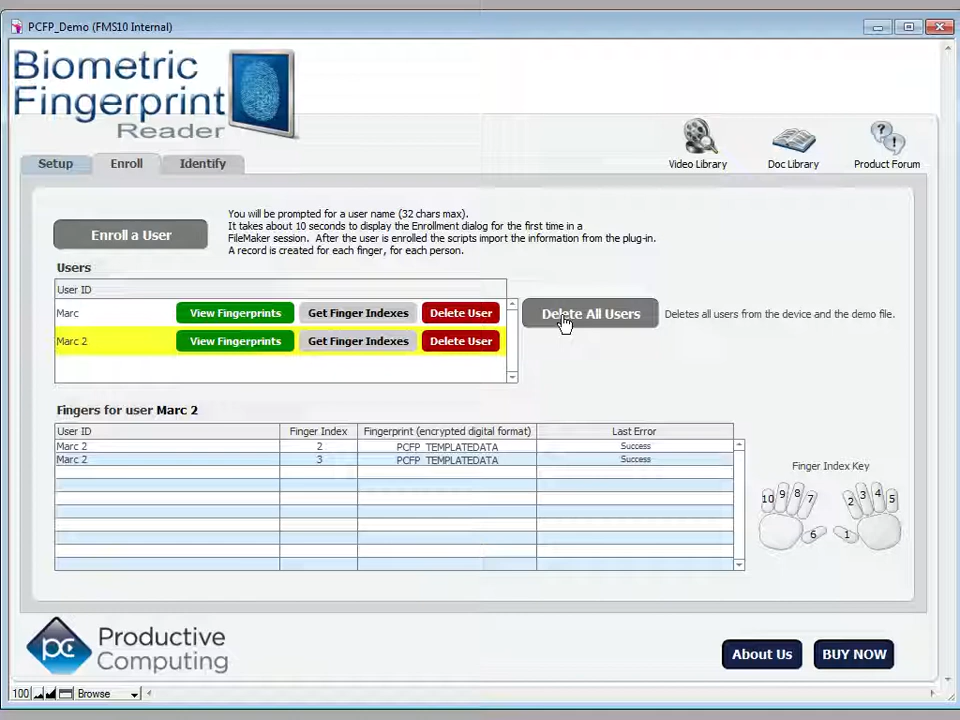 PCFP_Demo (FMS10 Internal)
Biometric
Fingerprint
Reader
Video Library
Doc Library
Product Forum
Setup
Enroll
Identify
Enroll a User
You will be prompted for a user name (32 chars max).
It takes about 10 seconds to display the Enrollment dialog for the first time in a
FileMaker session. After the user is enrolled the scripts import the information from the plug-in.
A record is created for each finger, for each person.
Users
User ID
Marc View Fingerprints Get Finger Indexes Delete User
Delete All Users
Deletes all users from the device and the demo file.
Marc 2 View Fingerprints Get Finger Indexes Delete User
Fingers for user Marc 2
User ID Finger Index Fingerprint (encrypted digital format) Last Error
Marc 2 2 PCFP_TEMPLATEDATA Success
Marc 2 3 PCFP_TEMPLATEDATA Success
Finger Index Key
10 9 8 7 2 3 4 5
6 1
pc
Productive
Computing
About Us
BUY NOW
100 Browse